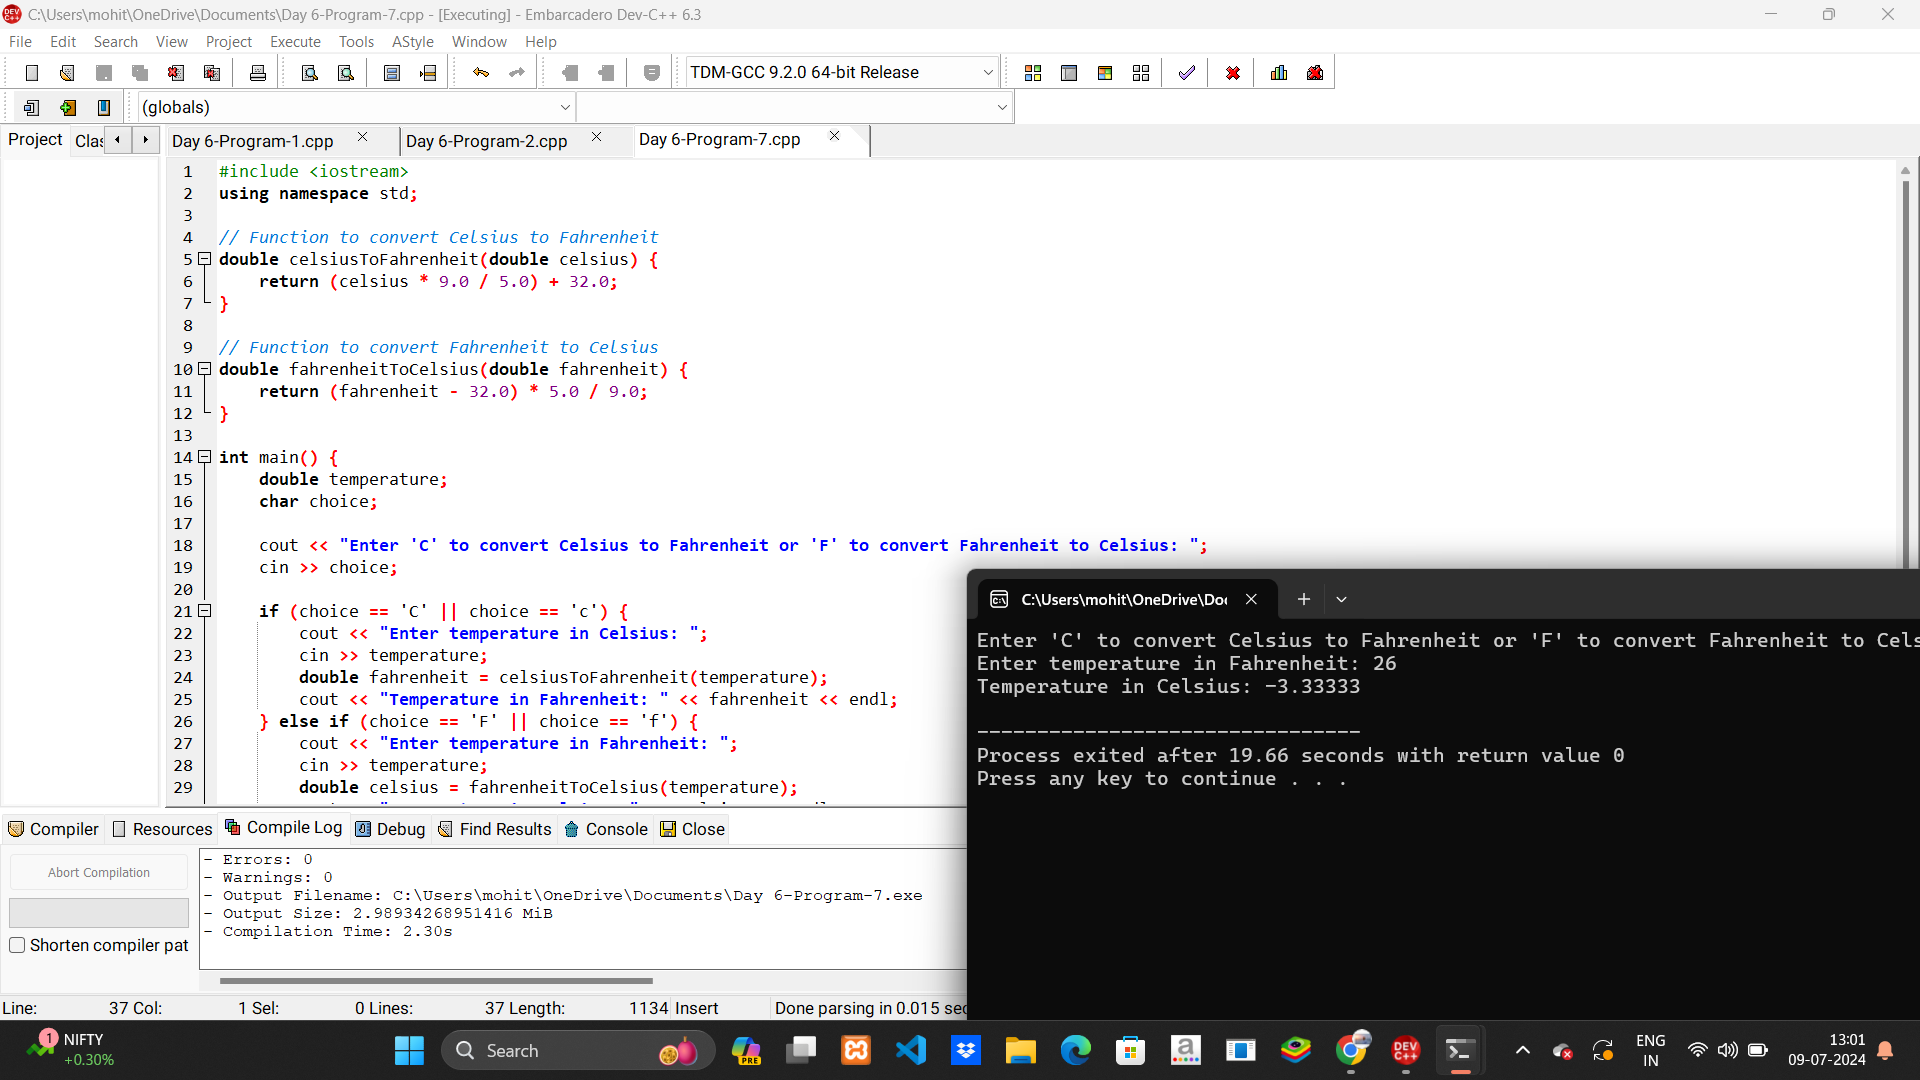 C:\Users\mohit\OneDrive\Documents\Day 6-Program-7.cpp - [Executing] - Embarcadero Dev-C++ 6.3
File Edit Search View Project Execute Tools AStyle Window Help
TDM-GCC 9.2.0 64-bit Release
(globals)
Project Clas Day 6-Program-1.cpp Day 6-Program-2.cpp Day 6-Program-7.cpp
1 #include <iostream>
2 using namespace std;
3
4 // Function to convert Celsius to Fahrenheit
5 double celsiusToFahrenheit(double celsius) {
6 return (celsius * 9.0 / 5.0) + 32.0;
7 }
8
9 // Function to convert Fahrenheit to Celsius
10 double fahrenheitToCelsius(double fahrenheit) {
11 return (fahrenheit - 32.0) * 5.0 / 9.0;
12 }
13
14 int main() {
15 double temperature;
16 char choice;
17
18 cout << "Enter 'C' to convert Celsius to Fahrenheit or 'F' to convert Fahrenheit to Celsius: ";
19 cin >> choice;
20
21 if (choice == 'C' || choice == 'c') {
22 cout << "Enter temperature in Celsius: ";
23 cin >> temperature;
24 double fahrenheit = celsiusToFahrenheit(temperature);
25 cout << "Temperature in Fahrenheit: " << fahrenheit << endl;
26 } else if (choice == 'F' || choice == 'f') {
27 cout << "Enter temperature in Fahrenheit: ";
28 cin >> temperature;
29 double celsius = fahrenheitToCelsius(temperature);
C:\Users\mohit\OneDrive\Doc
Enter 'C' to convert Celsius to Fahrenheit or 'F' to convert Fahrenheit to Cels
Enter temperature in Fahrenheit: 26
Temperature in Celsius: -3.33333
--------------------------------
Process exited after 19.66 seconds with return value 0
Press any key to continue . . .
Compiler Resources Compile Log Debug Find Results Console Close
Abort Compilation
Shorten compiler pat
- Errors: 0
- Warnings: 0
- Output Filename: C:\Users\mohit\OneDrive\Documents\Day 6-Program-7.exe
- Output Size: 2.98934268951416 MiB
- Compilation Time: 2.30s
Line: 37 Col: 1 Sel: 0 Lines: 37 Length: 1134 Insert Done parsing in 0.015 sec
1 NIFTY
+0.30%
Search
PRE
DEV C++
ENG
IN
13:01
09-07-2024